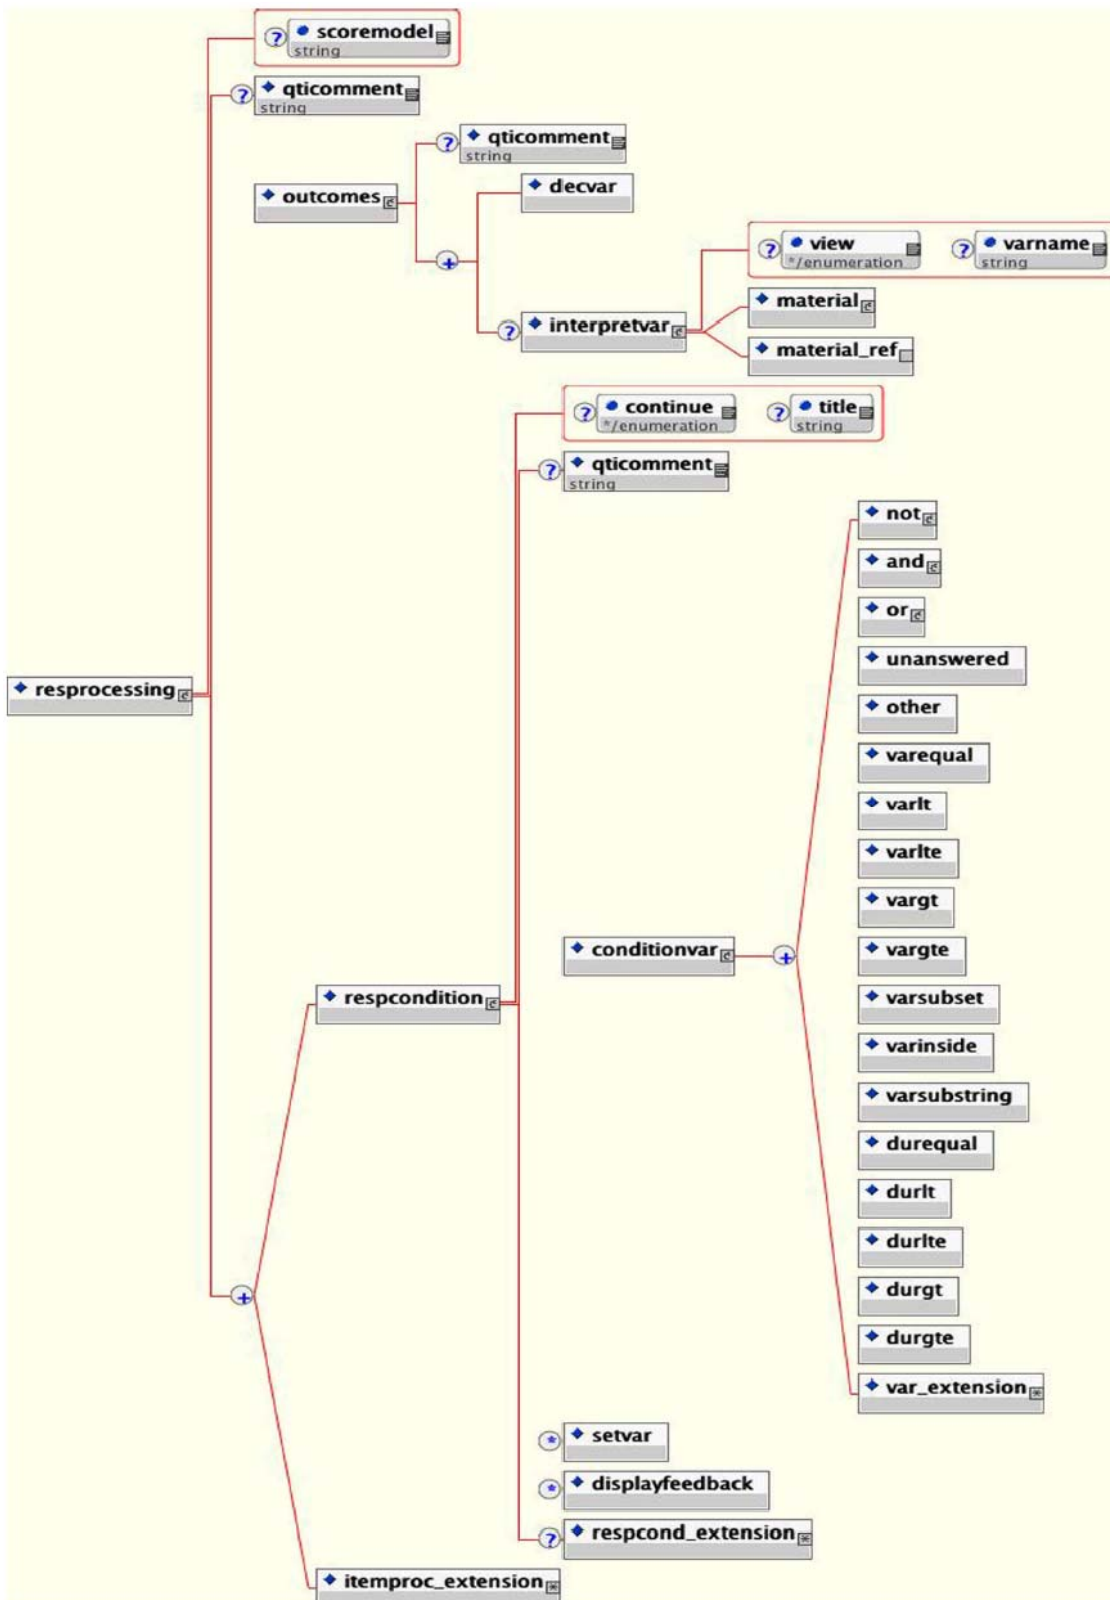 ? scoremodel
string
? qticomment
string
? qticomment
string
outcomes
decvar
+
? view
*/enumeration
? varname
string
material
? interpretvar
material_ref
? continue
*/enumeration
? title
string
? qticomment
string
not
and
or
unanswered
resprocessing
other
varequal
varlt
varlte
vargt
conditionvar
+
vargte
respcondition
varsubset
varinside
varsubstring
durequal
durlt
durlte
+
durgt
durgte
var_extension
* setvar
* displayfeedback
? respcond_extension
itemproc_extension